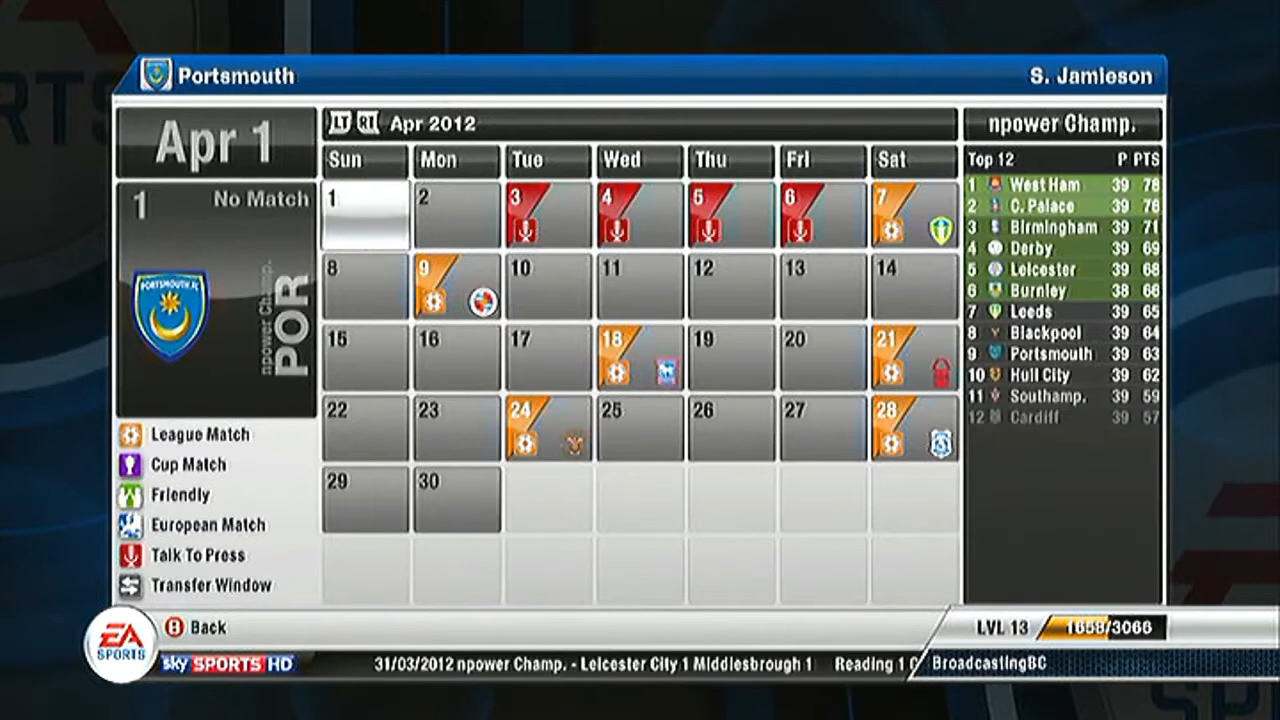 Portsmouth
S. Jamieson
Apr 1
LT RT Apr 2012
npower Champ.
Sun Mon Tue Wed Thu Fri Sat
Top 12 P PTS
1 No Match
PORTSMOUTH FC
npower Champ.
POR
1 2 3 4 5 6 7
8 9 10 11 12 13 14
15 16 17 18 19 20 21
22 23 24 25 26 27 28
29 30
1 West Ham 39 78
2 C. Palace 39 76
3 Birmingham 39 71
4 Derby 39 69
5 Leicester 39 68
6 Burnley 38 66
7 Leeds 39 65
8 Blackpool 39 64
9 Portsmouth 39 63
10 Hull City 39 62
11 Southamp. 39 59
12 Cardiff 39 57
League Match
Cup Match
Friendly
European Match
Talk To Press
Transfer Window
B Back
LVL 13 1658/3066
EA SPORTS
sky SPORTS HD
31/03/2012 npower Champ. - Leicester City 1 Middlesbrough 1 Reading 1
BroadcastingBC